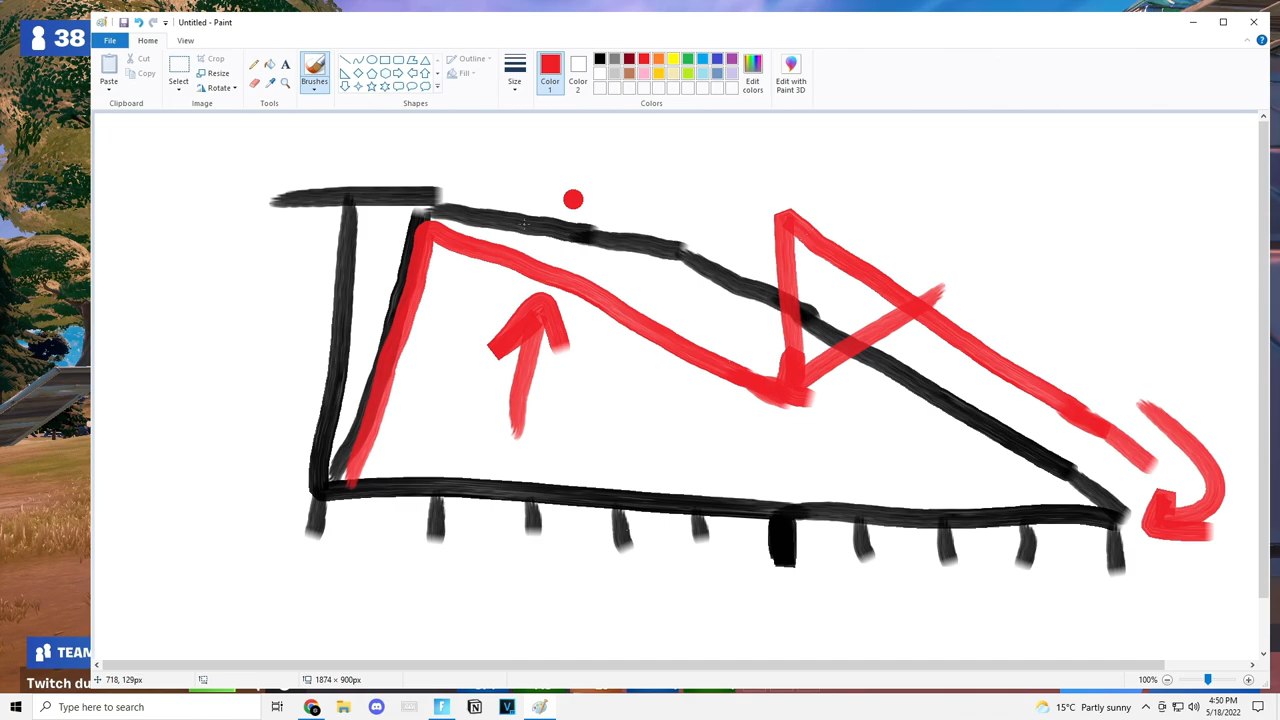 38
Untitled - Paint
File
Home
View
Paste
Cut
Copy
Clipboard
Select
Crop
Resize
Rotate
Image
Tools
Brushes
Shapes
Outline
Fill
Size
Color 1
Color 2
Colors
Edit colors
Edit with Paint 3D
718, 129px
1874 × 900px
100%
TEAM
Twitch du
Type here to search
15°C Partly sunny
4:50 PM
5/18/2022